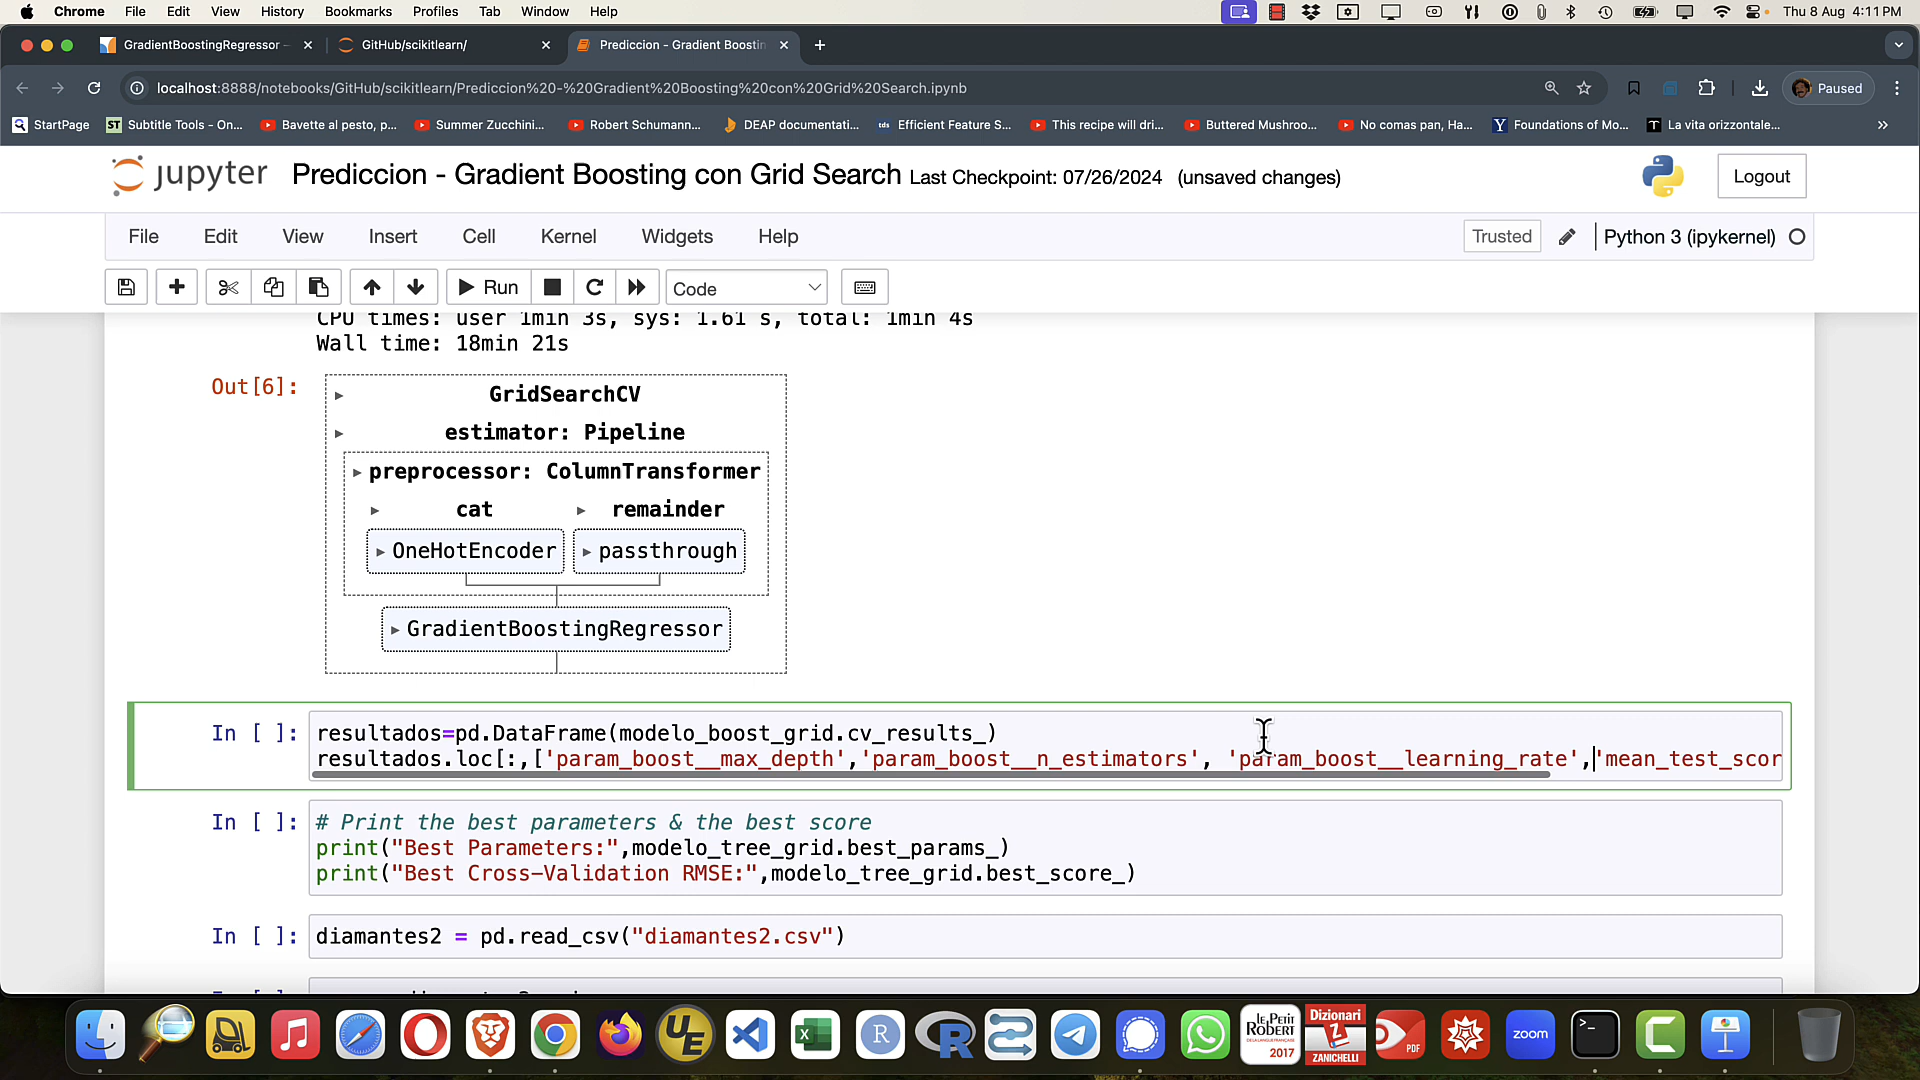 Chrome File Edit View History Bookmarks Profiles Tab Window Help Thu 8 Aug 4:11 PM
GradientBoostingRegressor – GitHub/scikitlearn/ Prediccion - Gradient Boostin
localhost:8888/notebooks/GitHub/scikitlearn/Prediccion%20-%20Gradient%20Boosting%20con%20Grid%20Search.ipynb Paused
StartPage ST Subtitle Tools - On... Bavette al pesto, p... Summer Zucchini... Robert Schumann... DEAP documentati... tds Efficient Feature S... This recipe will dri... Buttered Mushroo... No comas pan, Ha... Y Foundations of Mo... T La vita orizzontale...
jupyter Prediccion - Gradient Boosting con Grid Search Last Checkpoint: 07/26/2024 (unsaved changes) Logout
File Edit View Insert Cell Kernel Widgets Help Trusted Python 3 (ipykernel)
Run Code
CPU times: user 1min 3s, sys: 1.61 s, total: 1min 4s
Wall time: 18min 21s
Out[6]:
GridSearchCV
estimator: Pipeline
preprocessor: ColumnTransformer
cat remainder
OneHotEncoder passthrough
GradientBoostingRegressor
In [ ]: resultados=pd.DataFrame(modelo_boost_grid.cv_results_)
resultados.loc[:,['param_boost__max_depth','param_boost__n_estimators', 'param_boost__learning_rate','mean_test_scor
In [ ]: # Print the best parameters & the best score
print("Best Parameters:",modelo_tree_grid.best_params_)
print("Best Cross-Validation RMSE:",modelo_tree_grid.best_score_)
In [ ]: diamantes2 = pd.read_csv("diamantes2.csv")
UE X R R le Petit ROBERT 2017 Dizionari ZANICHELLI PDF zoom >_ C